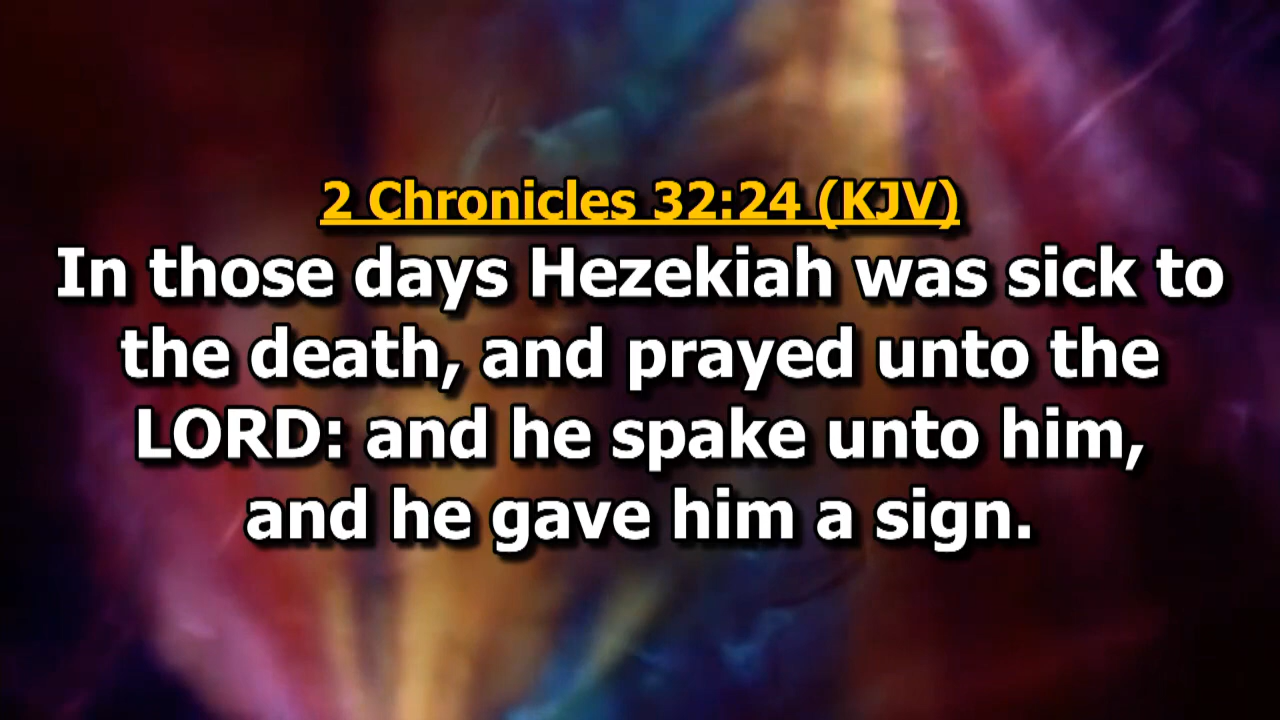 2 Chronicles 32:24 (KJV)
In those days Hezekiah was sick to
the death, and prayed unto the
LORD: and he spake unto him,
and he gave him a sign.